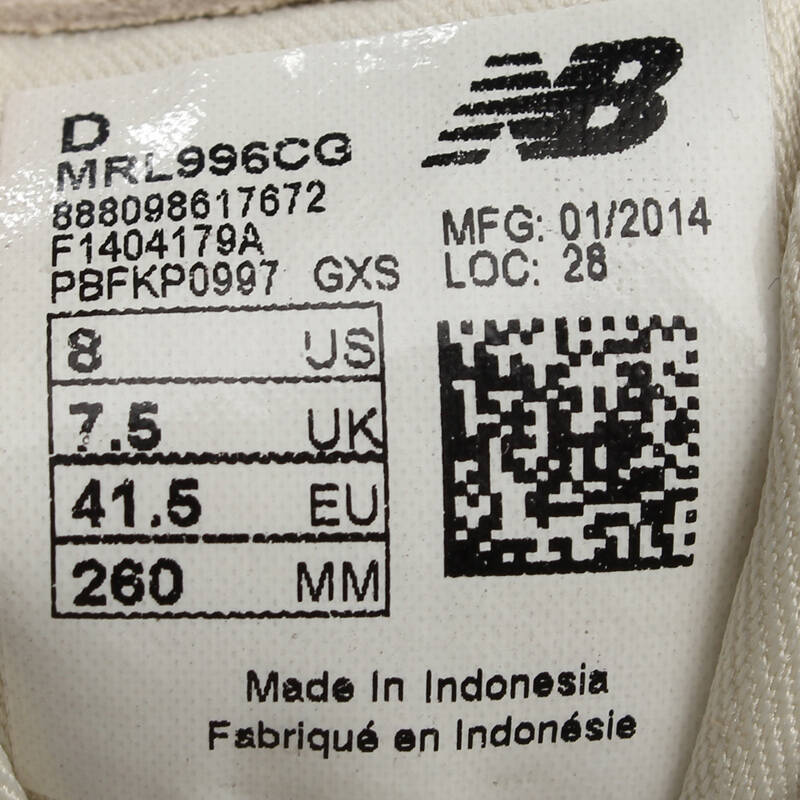 NB
D
MRL996CG
888098617672
F1404179A
PBFKP0997 GXS
MFG: 01/2014
LOC: 28
8 US
7.5 UK
41.5 EU
260 MM
Made In Indonesia
Fabriqué en Indonésie